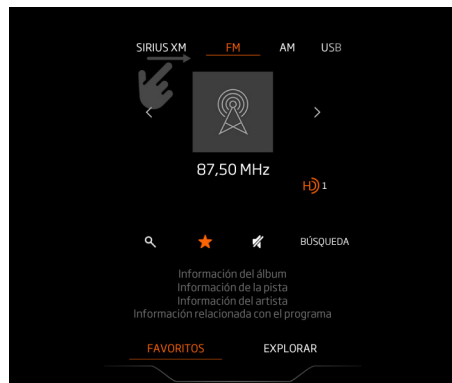 SIRIUS XM FM AM USB
87,50 MHz
HD 1
BÚSQUEDA
Información del álbum
Información de la pista
Información del artista
Información relacionada con el programa
FAVORITOS EXPLORAR